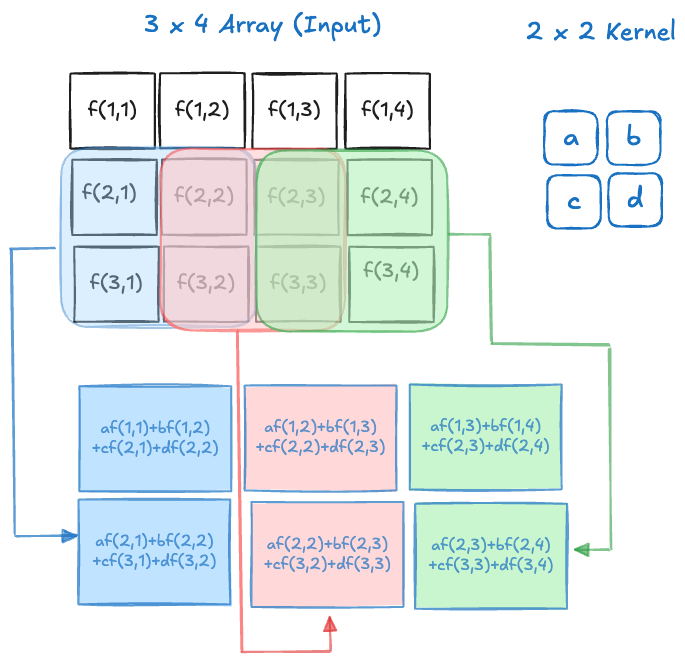 3 x 4 Array (Input)
2 x 2 Kernel
f(1,1) f(1,2) f(1,3) f(1,4)
a b
f(2,1) f(2,2) f(2,3) f(2,4)
c d
f(3,1) f(3,2) f(3,3) f(3,4)
af(1,1)+bf(1,2)
+cf(2,1)+df(2,2)
af(1,2)+bf(1,3)
+cf(2,2)+df(2,3)
af(1,3)+bf(1,4)
+cf(2,3)+df(2,4)
af(2,1)+bf(2,2)
+cf(3,1)+df(3,2)
af(2,2)+bf(2,3)
+cf(3,2)+df(3,3)
af(2,3)+bf(2,4)
+cf(3,3)+df(3,4)